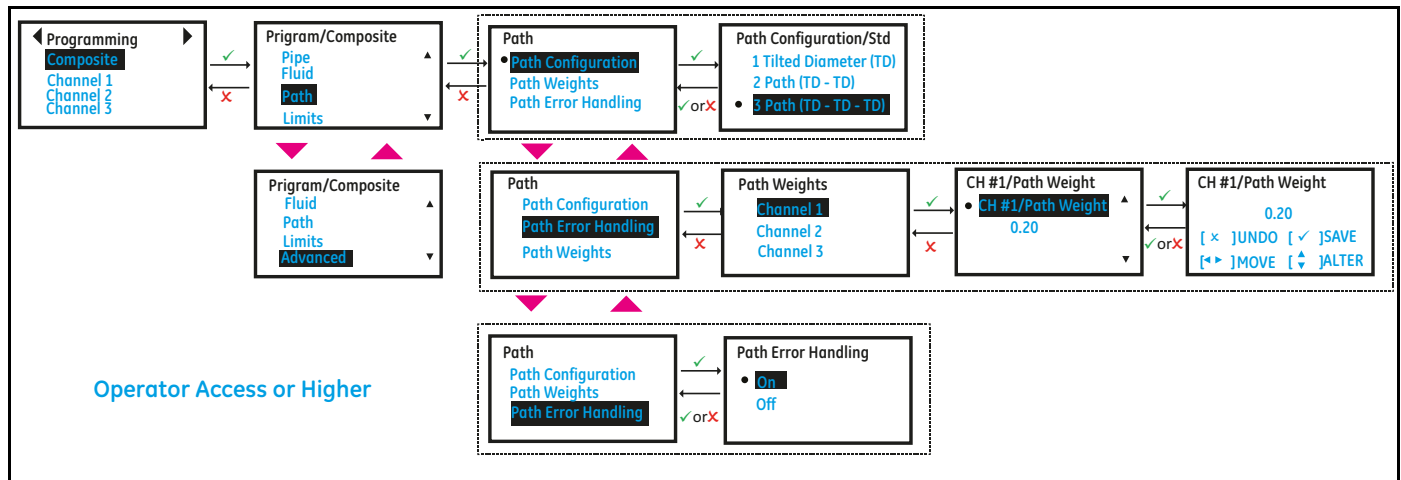 Programming
Composite
Channel 1
Channel 2
Channel 3
✓
x
Prigram/Composite
Pipe
Fluid
Path
Limits
✓
x
Path
• Path Configuration
Path Weights
Path Error Handling
✓
✓orx
Path Configuration/Std
1 Tilted Diameter (TD)
2 Path (TD - TD)
• 3 Path (TD - TD - TD)
Prigram/Composite
Fluid
Path
Limits
Advanced
Path
Path Configuration
Path Error Handling
Path Weights
✓
x
Path Weights
Channel 1
Channel 2
Channel 3
✓
x
CH #1/Path Weight
• CH #1/Path Weight
0.20
✓
✓orx
CH #1/Path Weight
0.20
[ x ]UNDO [ ✓ ]SAVE
[◄ ► ]MOVE [ ▲▼ ]ALTER
Path
Path Configuration
Path Weights
Path Error Handling
✓
✓orx
Path Error Handling
• On
Off
Operator Access or Higher